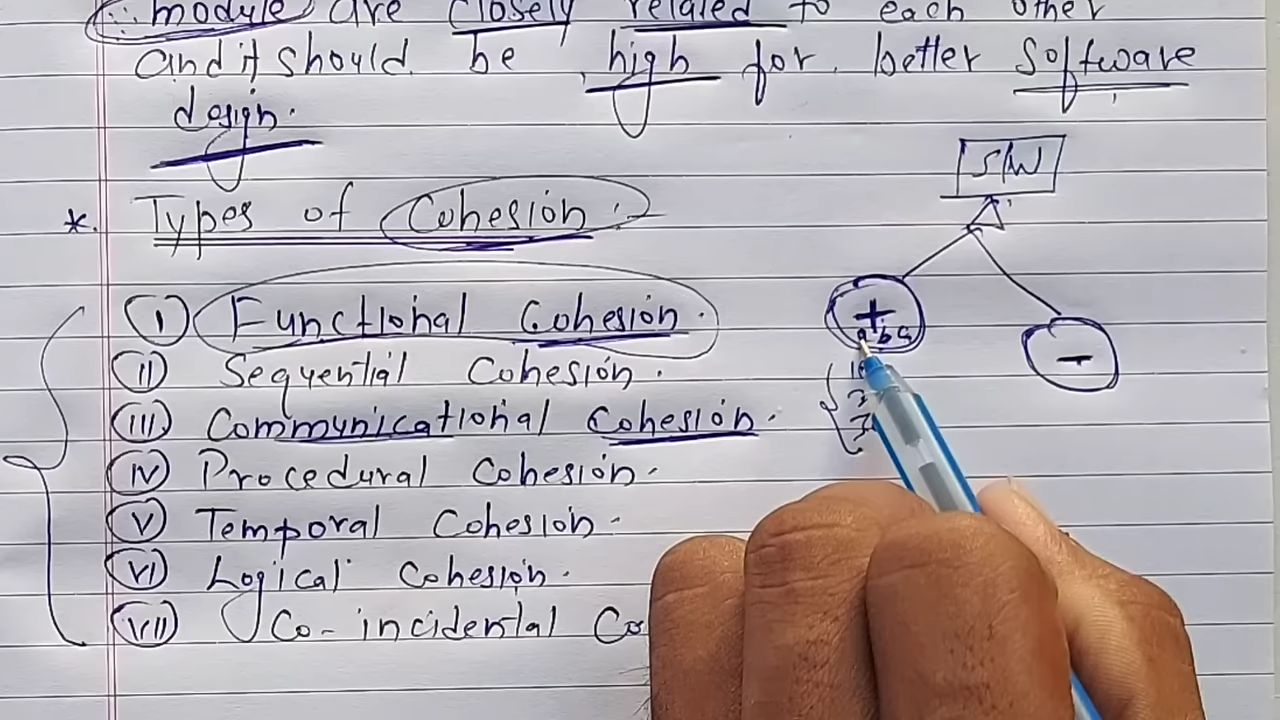 module are closely related to each other
and it should be high for better software
design.
S/W
*. Types of Cohesion :-
(i) Functional Cohesion.
+
a b c
-
(ii) Sequential Cohesion.
(iii) Communicational Cohesion.
(iv) Procedural Cohesion.
(v) Temporal Cohesion.
(vi) Logical Cohesion.
(vii) Co-incidental Co